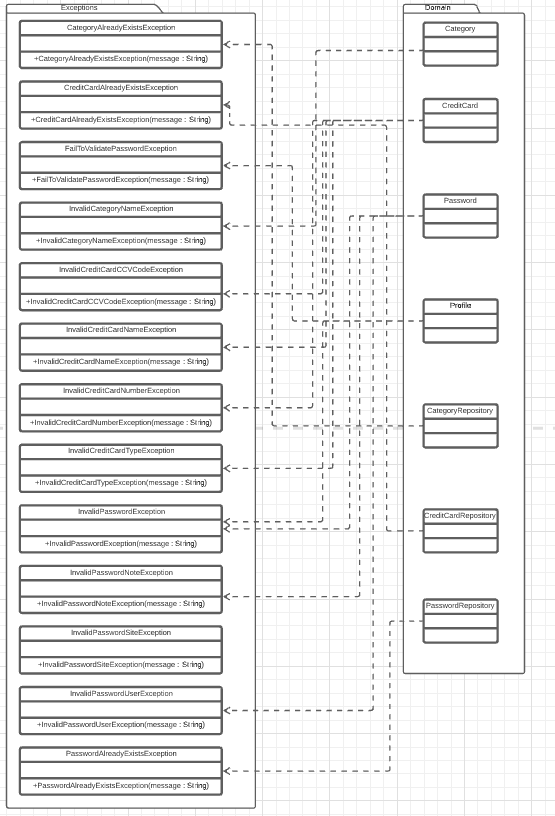 Exceptions
CategoryAlreadyExistsException
+CategoryAlreadyExistsException(message : String)
CreditCardAlreadyExistsException
+CreditCardAlreadyExistsException(message : String)
FailToValidatePasswordException
+FailToValidatePasswordException(message : String)
InvalidCategoryNameException
+InvalidCategoryNameException(message : String)
InvalidCreditCardCCVCodeException
+InvalidCreditCardCCVCodeException(message : String)
InvalidCreditCardNameException
+InvalidCreditCardNameException(message : String)
InvalidCreditCardNumberException
+InvalidCreditCardNumberException(message : String)
InvalidCreditCardTypeException
+InvalidCreditCardTypeException(message : String)
InvalidPasswordException
+InvalidPasswordException(message : String)
InvalidPasswordNoteException
+InvalidPasswordNoteException(message : String)
InvalidPasswordSiteException
+InvalidPasswordSiteException(message : String)
InvalidPasswordUserException
+InvalidPasswordUserException(message : String)
PasswordAlreadyExistsException
+PasswordAlreadyExistsException(message : String)
Domain
Category
CreditCard
Password
Profile
CategoryRepository
CreditCardRepository
PasswordRepository